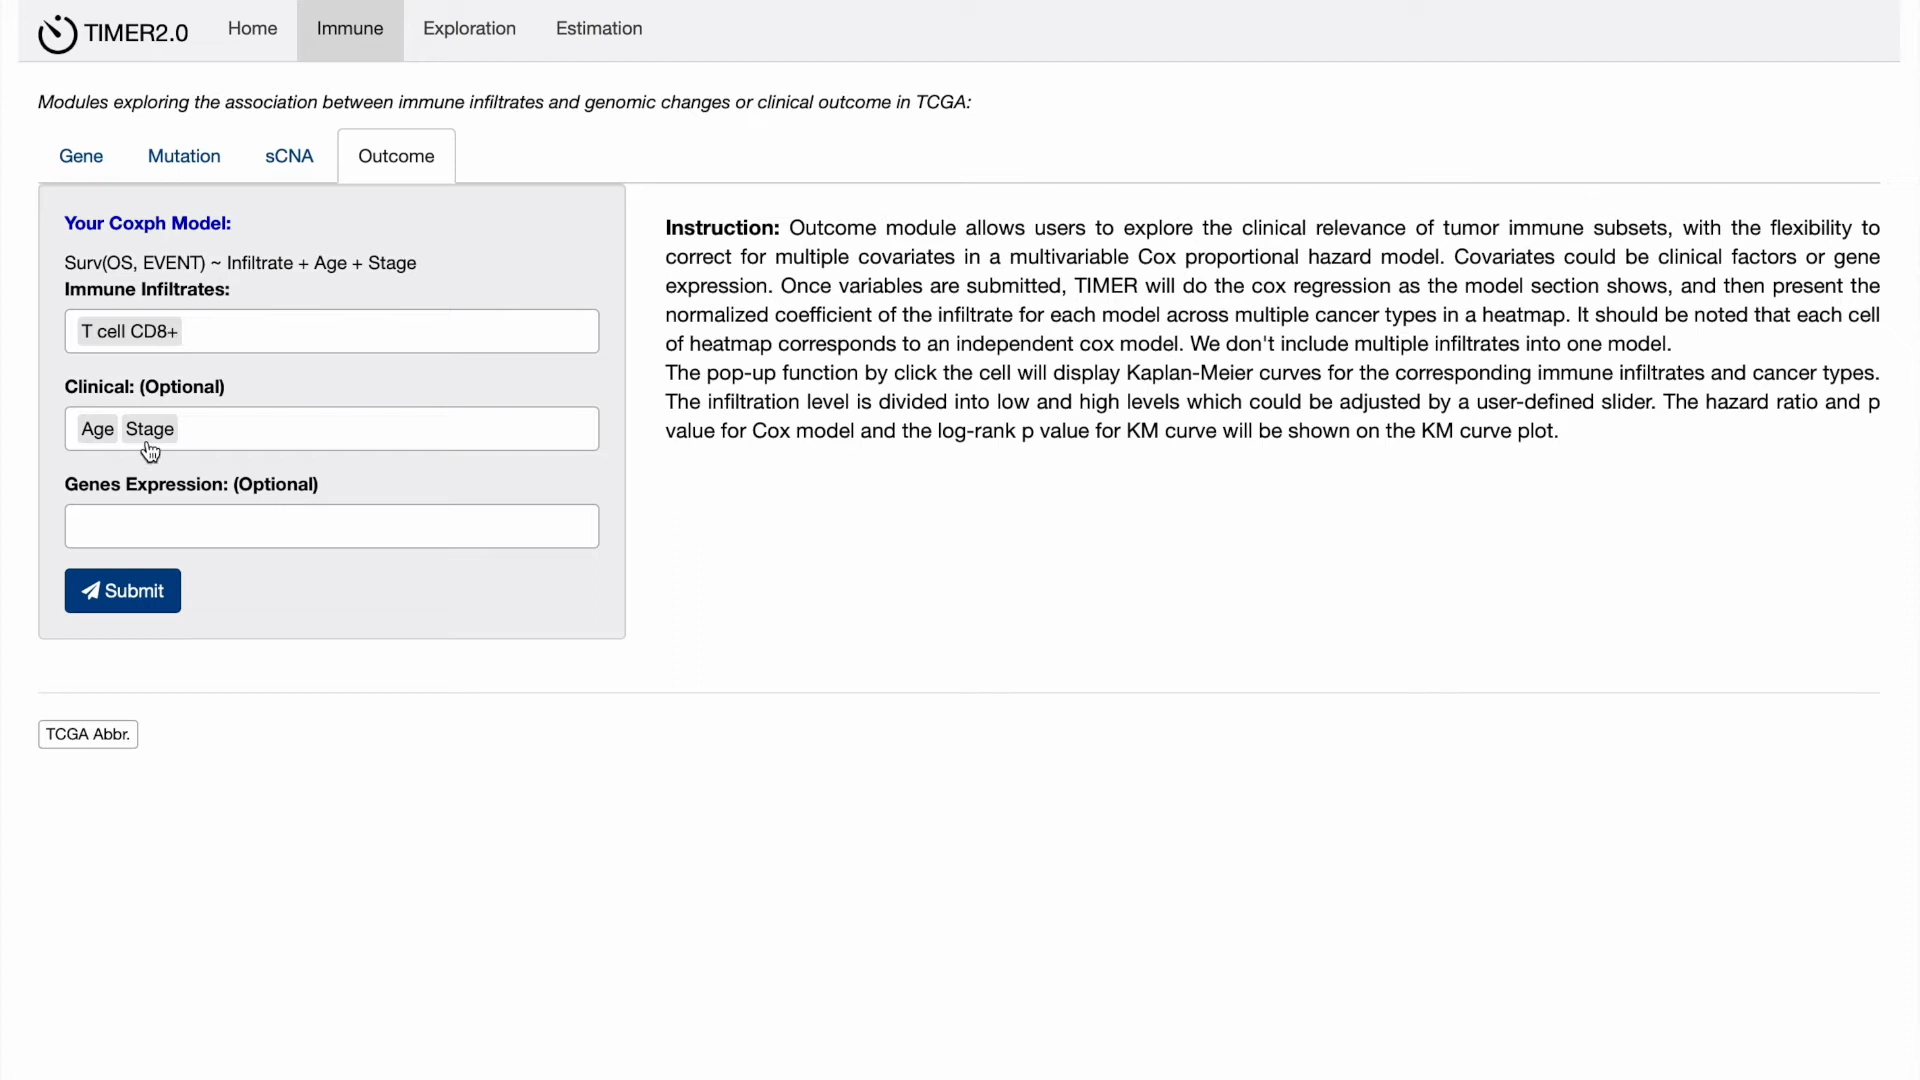 TIMER2.0 Home Immune Exploration Estimation
Modules exploring the association between immune infiltrates and genomic changes or clinical outcome in TCGA:
Gene Mutation sCNA Outcome
Your Coxph Model:
Surv(OS, EVENT) ~ Infiltrate + Age + Stage
Immune Infiltrates:
T cell CD8+
Clinical: (Optional)
Age Stage
Genes Expression: (Optional)
Submit
Instruction: Outcome module allows users to explore the clinical relevance of tumor immune subsets, with the flexibility to
correct for multiple covariates in a multivariable Cox proportional hazard model. Covariates could be clinical factors or gene
expression. Once variables are submitted, TIMER will do the cox regression as the model section shows, and then present the
normalized coefficient of the infiltrate for each model across multiple cancer types in a heatmap. It should be noted that each cell
of heatmap corresponds to an independent cox model. We don't include multiple infiltrates into one model.
The pop-up function by click the cell will display Kaplan-Meier curves for the corresponding immune infiltrates and cancer types.
The infiltration level is divided into low and high levels which could be adjusted by a user-defined slider. The hazard ratio and p
value for Cox model and the log-rank p value for KM curve will be shown on the KM curve plot.
TCGA Abbr.